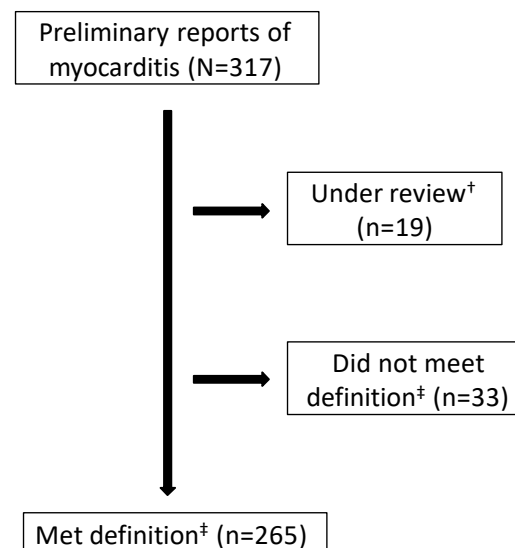 Preliminary reports of
myocarditis (N=317)
Under review†
(n=19)
Did not meet
definition‡ (n=33)
Met definition‡ (n=265)